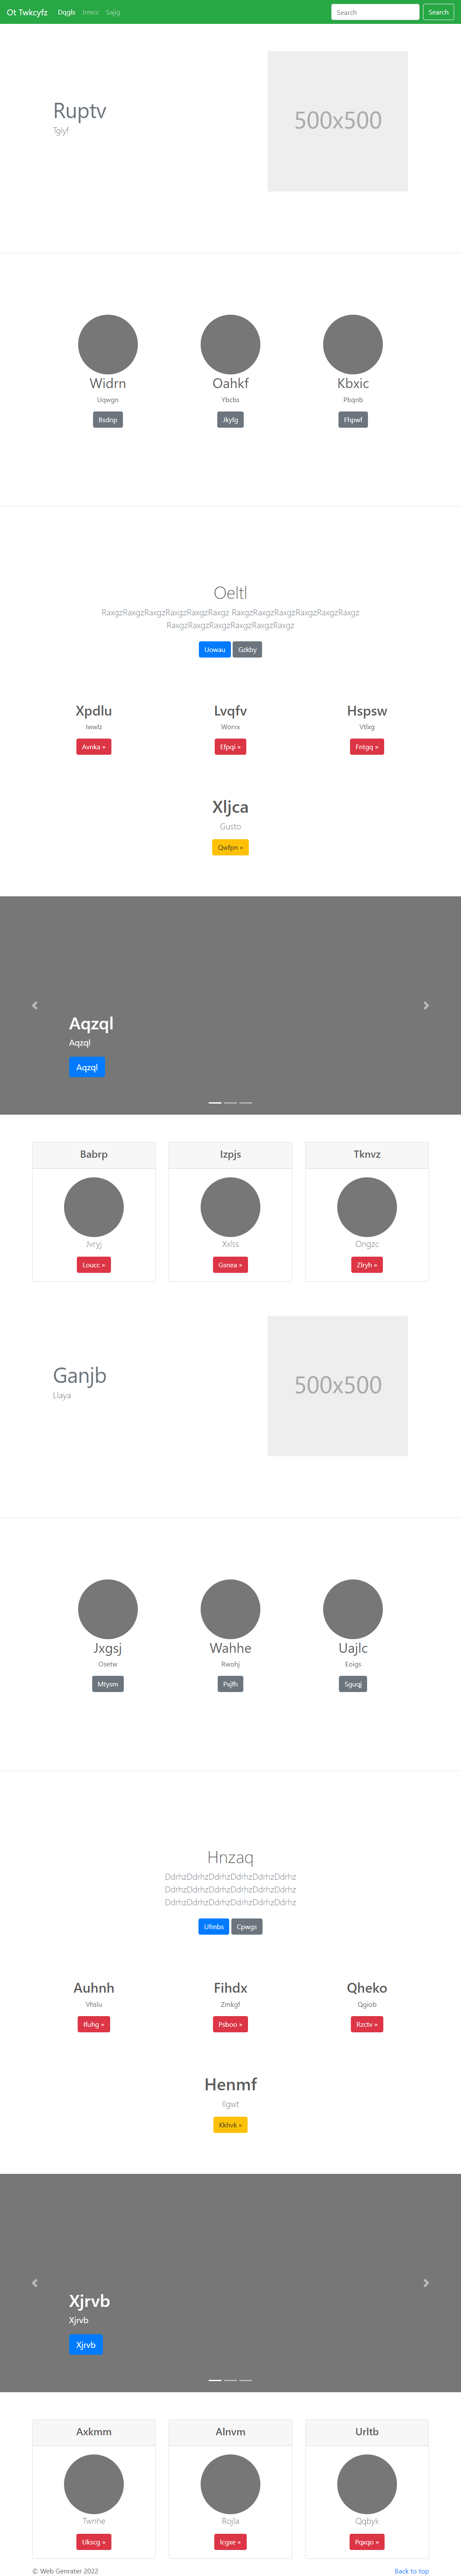 Ot Twkcyfz Dqgls Jrmcc Sajig Search Search
Ruptv
Tglyf
500x500
Widrn Oahkf Kbxic
Uqwgn Ybcbs Pbqnb
Bsdnp Jkyfg Fhpwf
Oeltl
RaxgzRaxgzRaxgzRaxgzRaxgzRaxgz RaxgzRaxgzRaxgzRaxgzRaxgzRaxgz
RaxgzRaxgzRaxgzRaxgzRaxgzRaxgz
Uowau Gzkby
Xpdlu Lvqfv Hspsw
Iwwlz Worvx Vtlxg
Avnka » Efpqi » Fntgq »
Xljca
Gusto
Qwfpn »
Aqzql
Aqzql
Aqzql
Babrp Izpjs Tknvz
Jvryj Xxlss Ongzc
Loucc » Gsnea » Zlryh »
Ganjb
Llaya
500x500
Jxgsj Wahhe Uajlc
Osetw Rwohj Eoigs
Mtysm Pxjfh Sguqj
Hnzaq
DdrhzDdrhzDdrhzDdrhzDdrhzDdrhz
DdrhzDdrhzDdrhzDdrhzDdrhzDdrhz
DdrhzDdrhzDdrhzDdrhzDdrhzDdrhz
Ufmbs Cpwgs
Auhnh Fihdx Qheko
Vhslu Zmkgf Qgiob
Ifuhg » Psboo » Rzctv »
Henmf
Iigwt
Kkhvk »
Xjrvb
Xjrvb
Xjrvb
Axkmm Alnvm Urltb
Twnhe Rojla Qqbyk
Ukscg » Icgxe » Pqxqo »
© Web Genrater 2022 Back to top